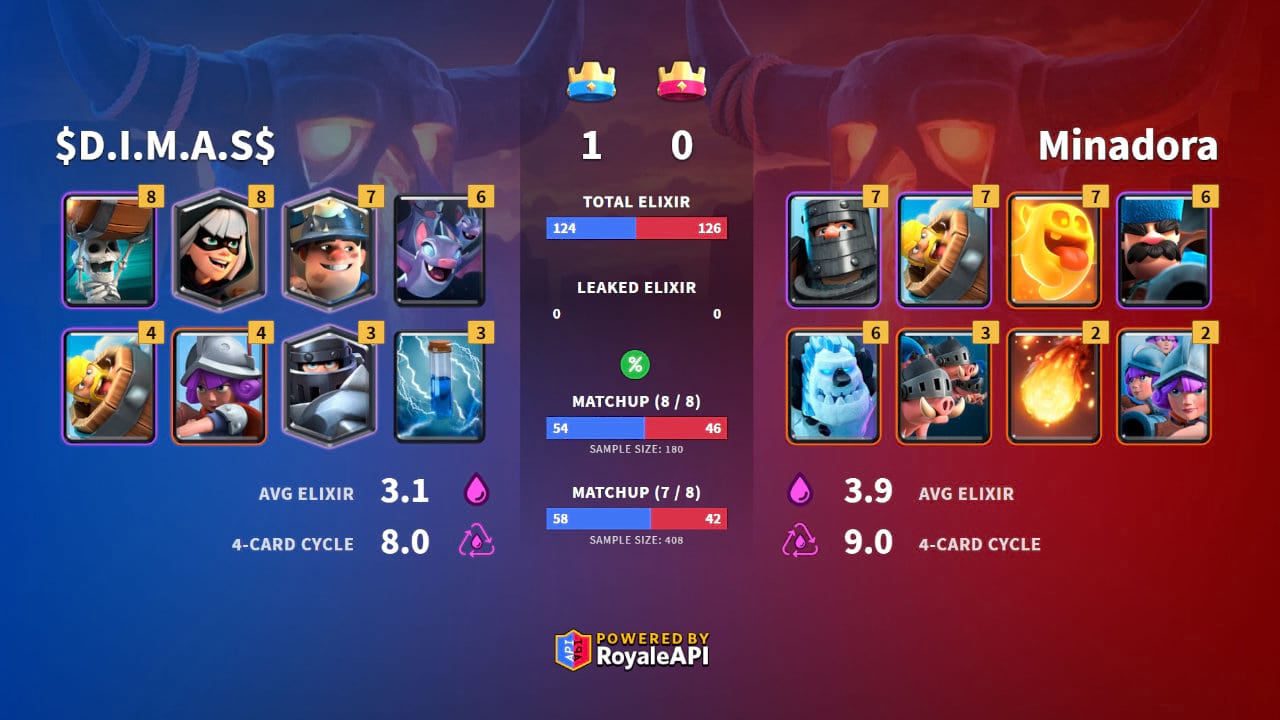 1 0
$D.I.M.A.S$
Minadora
8 8 7 6
4 4 3 3
AVG ELIXIR 3.1
4-CARD CYCLE 8.0
TOTAL ELIXIR
124 126
LEAKED ELIXIR
0 0
%
MATCHUP (8 / 8)
54 46
SAMPLE SIZE: 180
MATCHUP (7 / 8)
58 42
SAMPLE SIZE: 408
7 7 7 6
6 3 2 2
3.9 AVG ELIXIR
9.0 4-CARD CYCLE
API
API
POWERED BY
RoyaleAPI